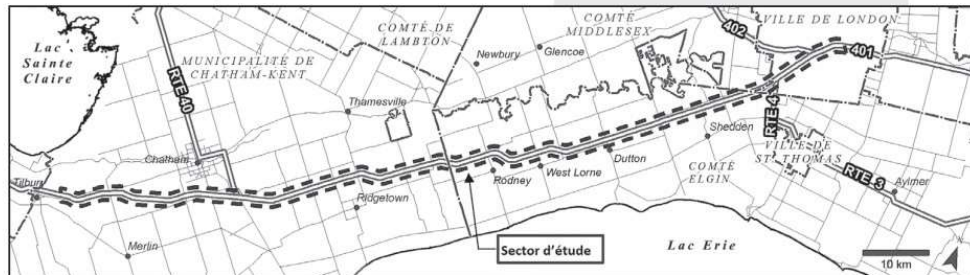 Lac
Sainte
Claire
RTE 40
MUNICIPALITÉ DE
CHATHAM-KENT
COMTÉ DE
LAMBTON
Thamesville
Chatham
Tilbury
Merlin
Ridgetown
Newbury
Glencoe
COMTÉ
MIDDLESEX
402
VILLE DE LONDON
401
RTE 4
Shedden
VILLE DE
ST. THOMAS
RTE 3
Aylmer
COMTÉ
ELGIN
Dutton
West Lorne
Rodney
Sector d'étude
Lac Erie
10 km